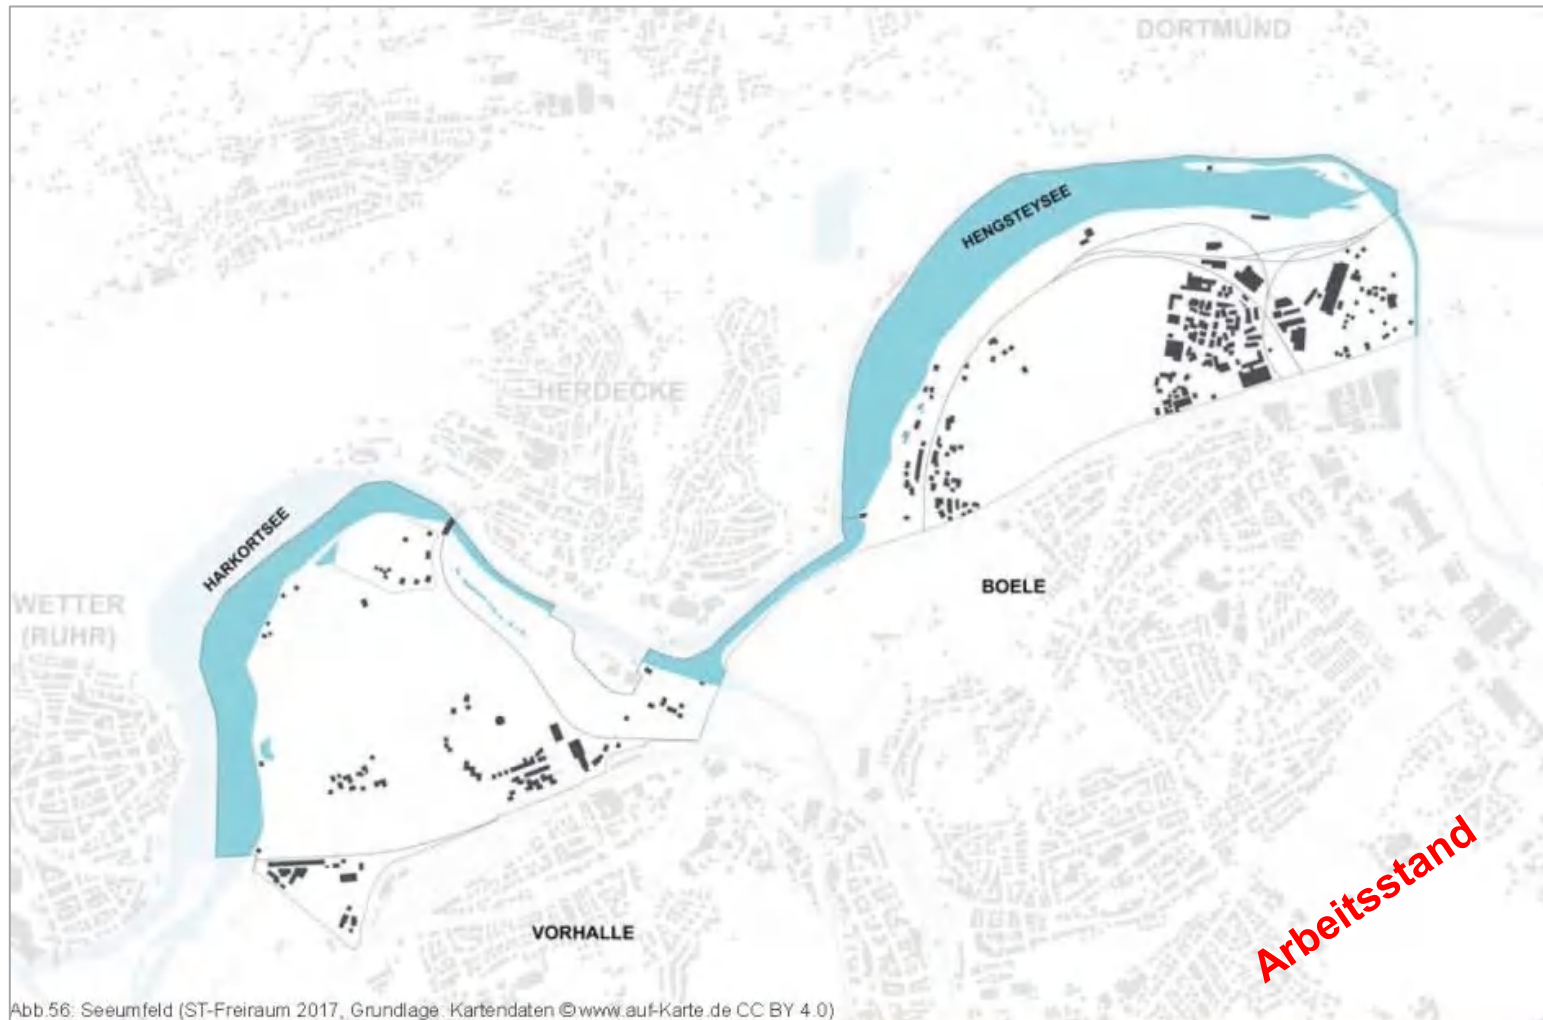 DORTMUND
HENGSTEYSEE
HERDECKE
HARKORTSEE
BOELE
WETTER
(RUHR)
VORHALLE
Arbeitsstand
Abb.56: Seeumfeld (ST-Freiraum 2017, Grundlage: Kartendaten ©www.auf-Karte.de CC BY 4.0)